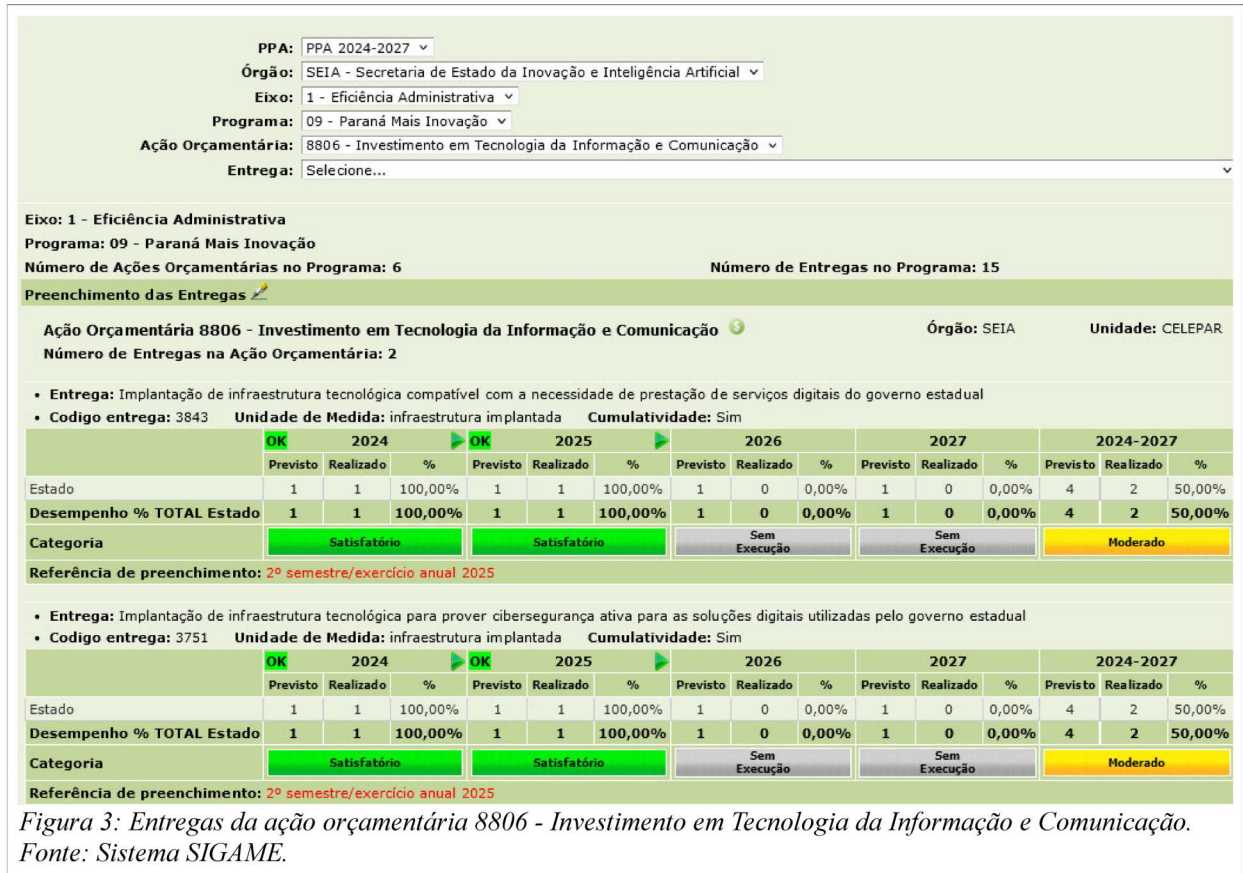 PPA: PPA 2024-2027
Órgão: SEIA - Secretaria de Estado da Inovação e Inteligência Artificial
Eixo: 1 - Eficiência Administrativa
Programa: 09 - Paraná Mais Inovação
Ação Orçamentária: 8806 - Investimento em Tecnologia da Informação e Comunicação
Entrega: Selecione...
Eixo: 1 - Eficiência Administrativa
Programa: 09 - Paraná Mais Inovação
Número de Ações Orçamentárias no Programa: 6 Número de Entregas no Programa: 15
Preenchimento das Entregas
Ação Orçamentária 8806 - Investimento em Tecnologia da Informação e Comunicação Órgão: SEIA Unidade: CELEPAR
Número de Entregas na Ação Orçamentária: 2
• Entrega: Implantação de infraestrutura tecnológica compatível com a necessidade de prestação de serviços digitais do governo estadual
• Codigo entrega: 3843 Unidade de Medida: infraestrutura implantada Cumulatividade: Sim
OK 2024 OK 2025 2026 2027 2024-2027
Previsto Realizado % Previsto Realizado % Previsto Realizado % Previsto Realizado % Previsto Realizado %
Estado 1 1 100,00% 1 1 100,00% 1 0 0,00% 1 0 0,00% 4 2 50,00%
Desempenho % TOTAL Estado 1 1 100,00% 1 1 100,00% 1 0 0,00% 1 0 0,00% 4 2 50,00%
Categoria Satisfatório Satisfatório Sem Execução Sem Execução Moderado
Referência de preenchimento: 2º semestre/exercício anual 2025
• Entrega: Implantação de infraestrutura tecnológica para prover cibersegurança ativa para as soluções digitais utilizadas pelo governo estadual
• Codigo entrega: 3751 Unidade de Medida: infraestrutura implantada Cumulatividade: Sim
OK 2024 OK 2025 2026 2027 2024-2027
Previsto Realizado % Previsto Realizado % Previsto Realizado % Previsto Realizado % Previsto Realizado %
Estado 1 1 100,00% 1 1 100,00% 1 0 0,00% 1 0 0,00% 4 2 50,00%
Desempenho % TOTAL Estado 1 1 100,00% 1 1 100,00% 1 0 0,00% 1 0 0,00% 4 2 50,00%
Categoria Satisfatório Satisfatório Sem Execução Sem Execução Moderado
Referência de preenchimento: 2º semestre/exercício anual 2025
Figura 3: Entregas da ação orçamentária 8806 - Investimento em Tecnologia da Informação e Comunicação.
Fonte: Sistema SIGAME.